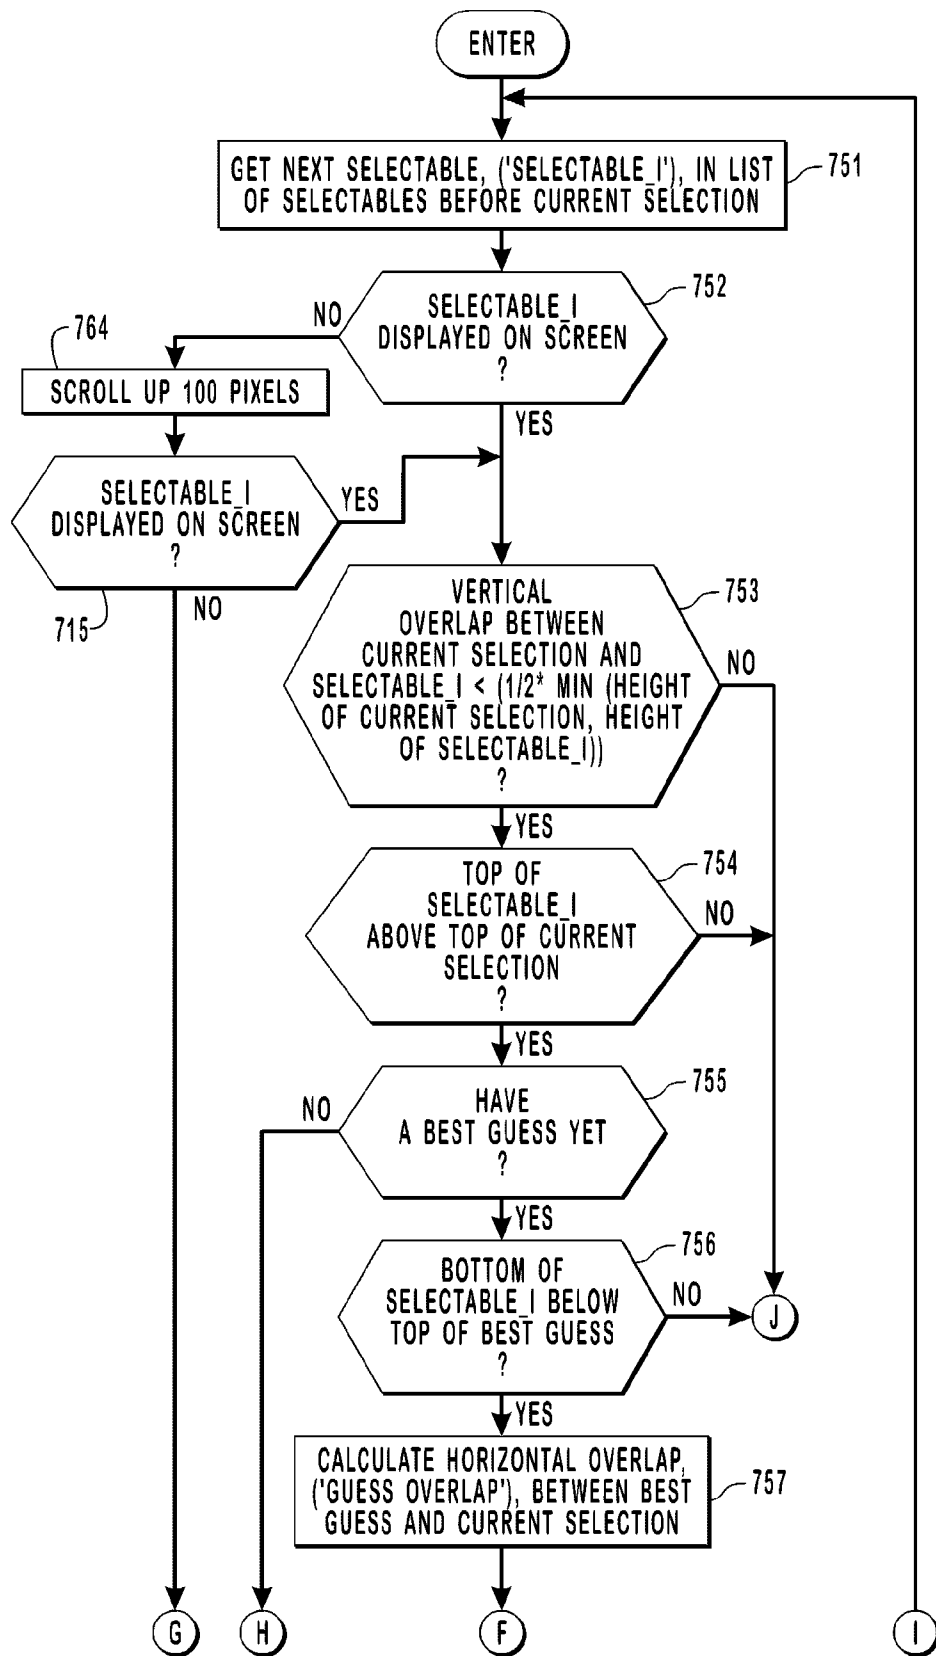 ENTER
GET NEXT SELECTABLE, ('SELECTABLE_I'), IN LIST
OF SELECTABLES BEFORE CURRENT SELECTION
751
SELECTABLE_I
DISPLAYED ON SCREEN
?
752
NO
YES
764
SCROLL UP 100 PIXELS
SELECTABLE_I
DISPLAYED ON SCREEN
?
YES
715
NO
VERTICAL
OVERLAP BETWEEN
CURRENT SELECTION AND
SELECTABLE_I < (1/2* MIN (HEIGHT
OF CURRENT SELECTION, HEIGHT
OF SELECTABLE_I))
?
753
NO
YES
TOP OF
SELECTABLE_I
ABOVE TOP OF CURRENT
SELECTION
?
754
NO
YES
HAVE
A BEST GUESS YET
?
755
NO
YES
BOTTOM OF
SELECTABLE_I BELOW
TOP OF BEST GUESS
?
756
NO
J
YES
CALCULATE HORIZONTAL OVERLAP,
('GUESS OVERLAP'), BETWEEN BEST
GUESS AND CURRENT SELECTION
757
G
H
F
I